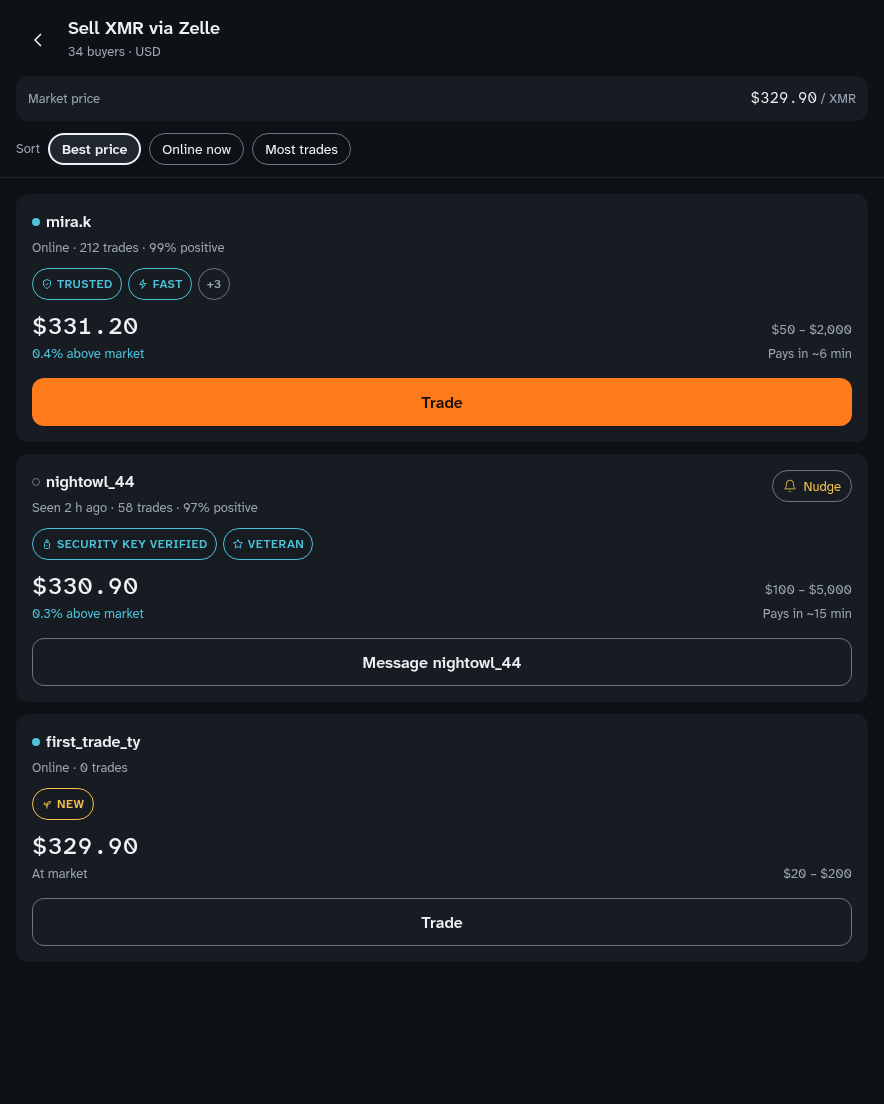 Sell XMR via Zelle
34 buyers · USD
Market price
$329.90 / XMR
Sort
Best price
Online now
Most trades
mira.k
Online · 212 trades · 99% positive
TRUSTED
FAST
+3
$331.20
$50 – $2,000
0.4% above market
Pays in ~6 min
Trade
nightowl_44
Nudge
Seen 2 h ago · 58 trades · 97% positive
SECURITY KEY VERIFIED
VETERAN
$330.90
$100 – $5,000
0.3% above market
Pays in ~15 min
Message nightowl_44
first_trade_ty
Online · 0 trades
NEW
$329.90
At market
$20 – $200
Trade